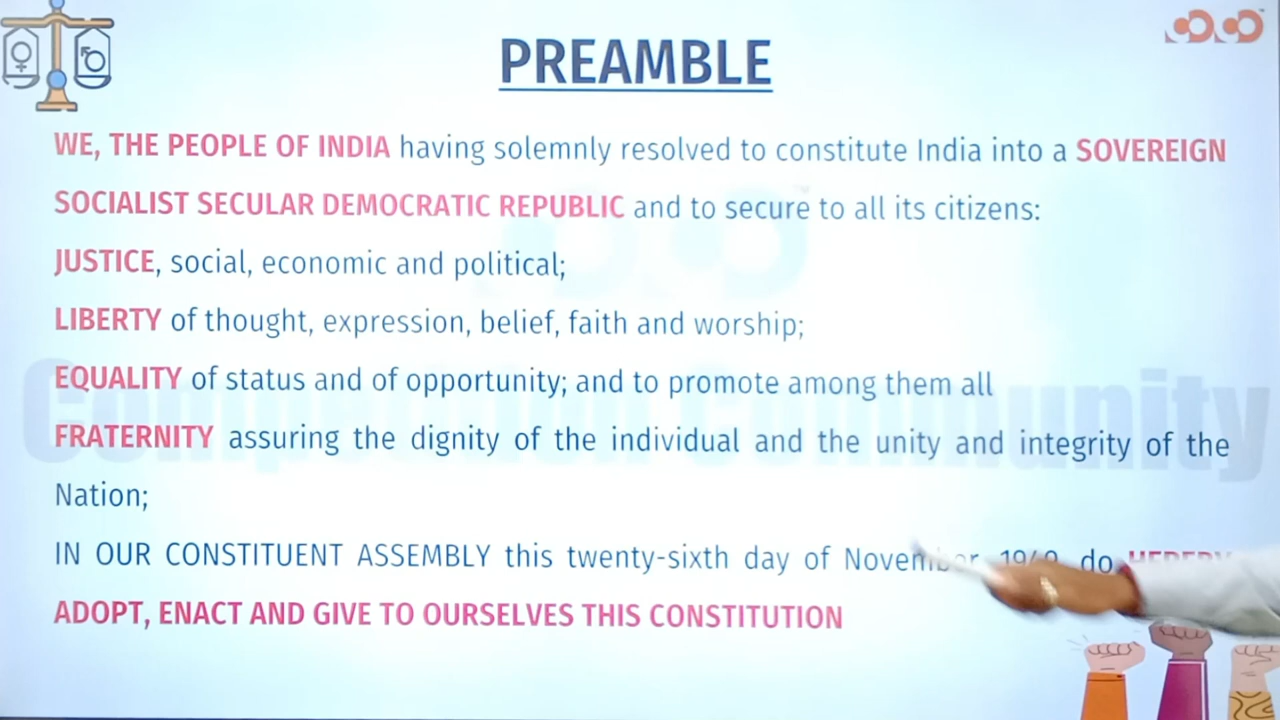 PREAMBLE
WE, THE PEOPLE OF INDIA having solemnly resolved to constitute India into a SOVEREIGN
SOCIALIST SECULAR DEMOCRATIC REPUBLIC and to secure to all its citizens:
JUSTICE, social, economic and political;
LIBERTY of thought, expression, belief, faith and worship;
EQUALITY of status and of opportunity; and to promote among them all
FRATERNITY assuring the dignity of the individual and the unity and integrity of the
Nation;
IN OUR CONSTITUENT ASSEMBLY this twenty-sixth day of November, 1949, do HEREBY
ADOPT, ENACT AND GIVE TO OURSELVES THIS CONSTITUTION